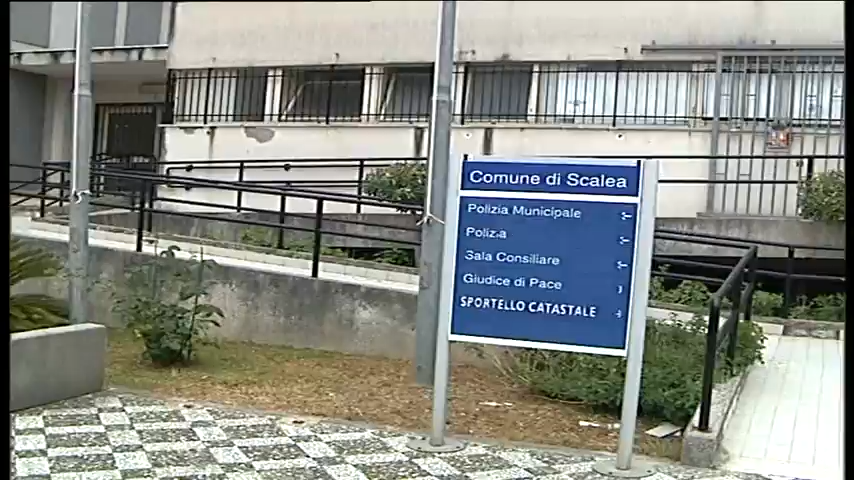 Comune di Scalea
Polizia Municipale
Polizia
Sala Consiliare
Giudice di Pace
SPORTELLO CATASTALE